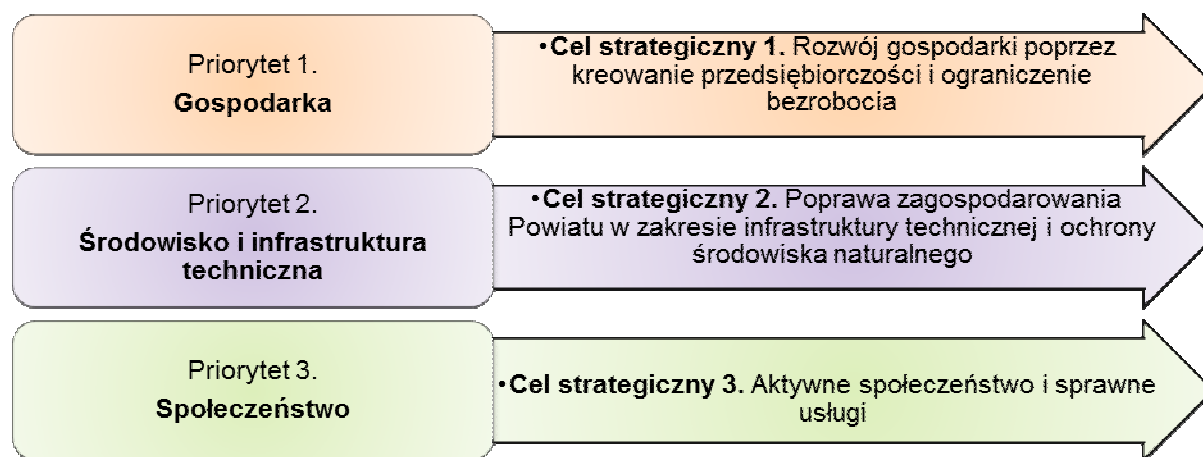 Priorytet 1.
Gospodarka
•Cel strategiczny 1. Rozwój gospodarki poprzez
kreowanie przedsiębiorczości i ograniczenie
bezrobocia
Priorytet 2.
Środowisko i infrastruktura
techniczna
•Cel strategiczny 2. Poprawa zagospodarowania
Powiatu w zakresie infrastruktury technicznej i ochrony
środowiska naturalnego
Priorytet 3.
Społeczeństwo
•Cel strategiczny 3. Aktywne społeczeństwo i sprawne
usługi